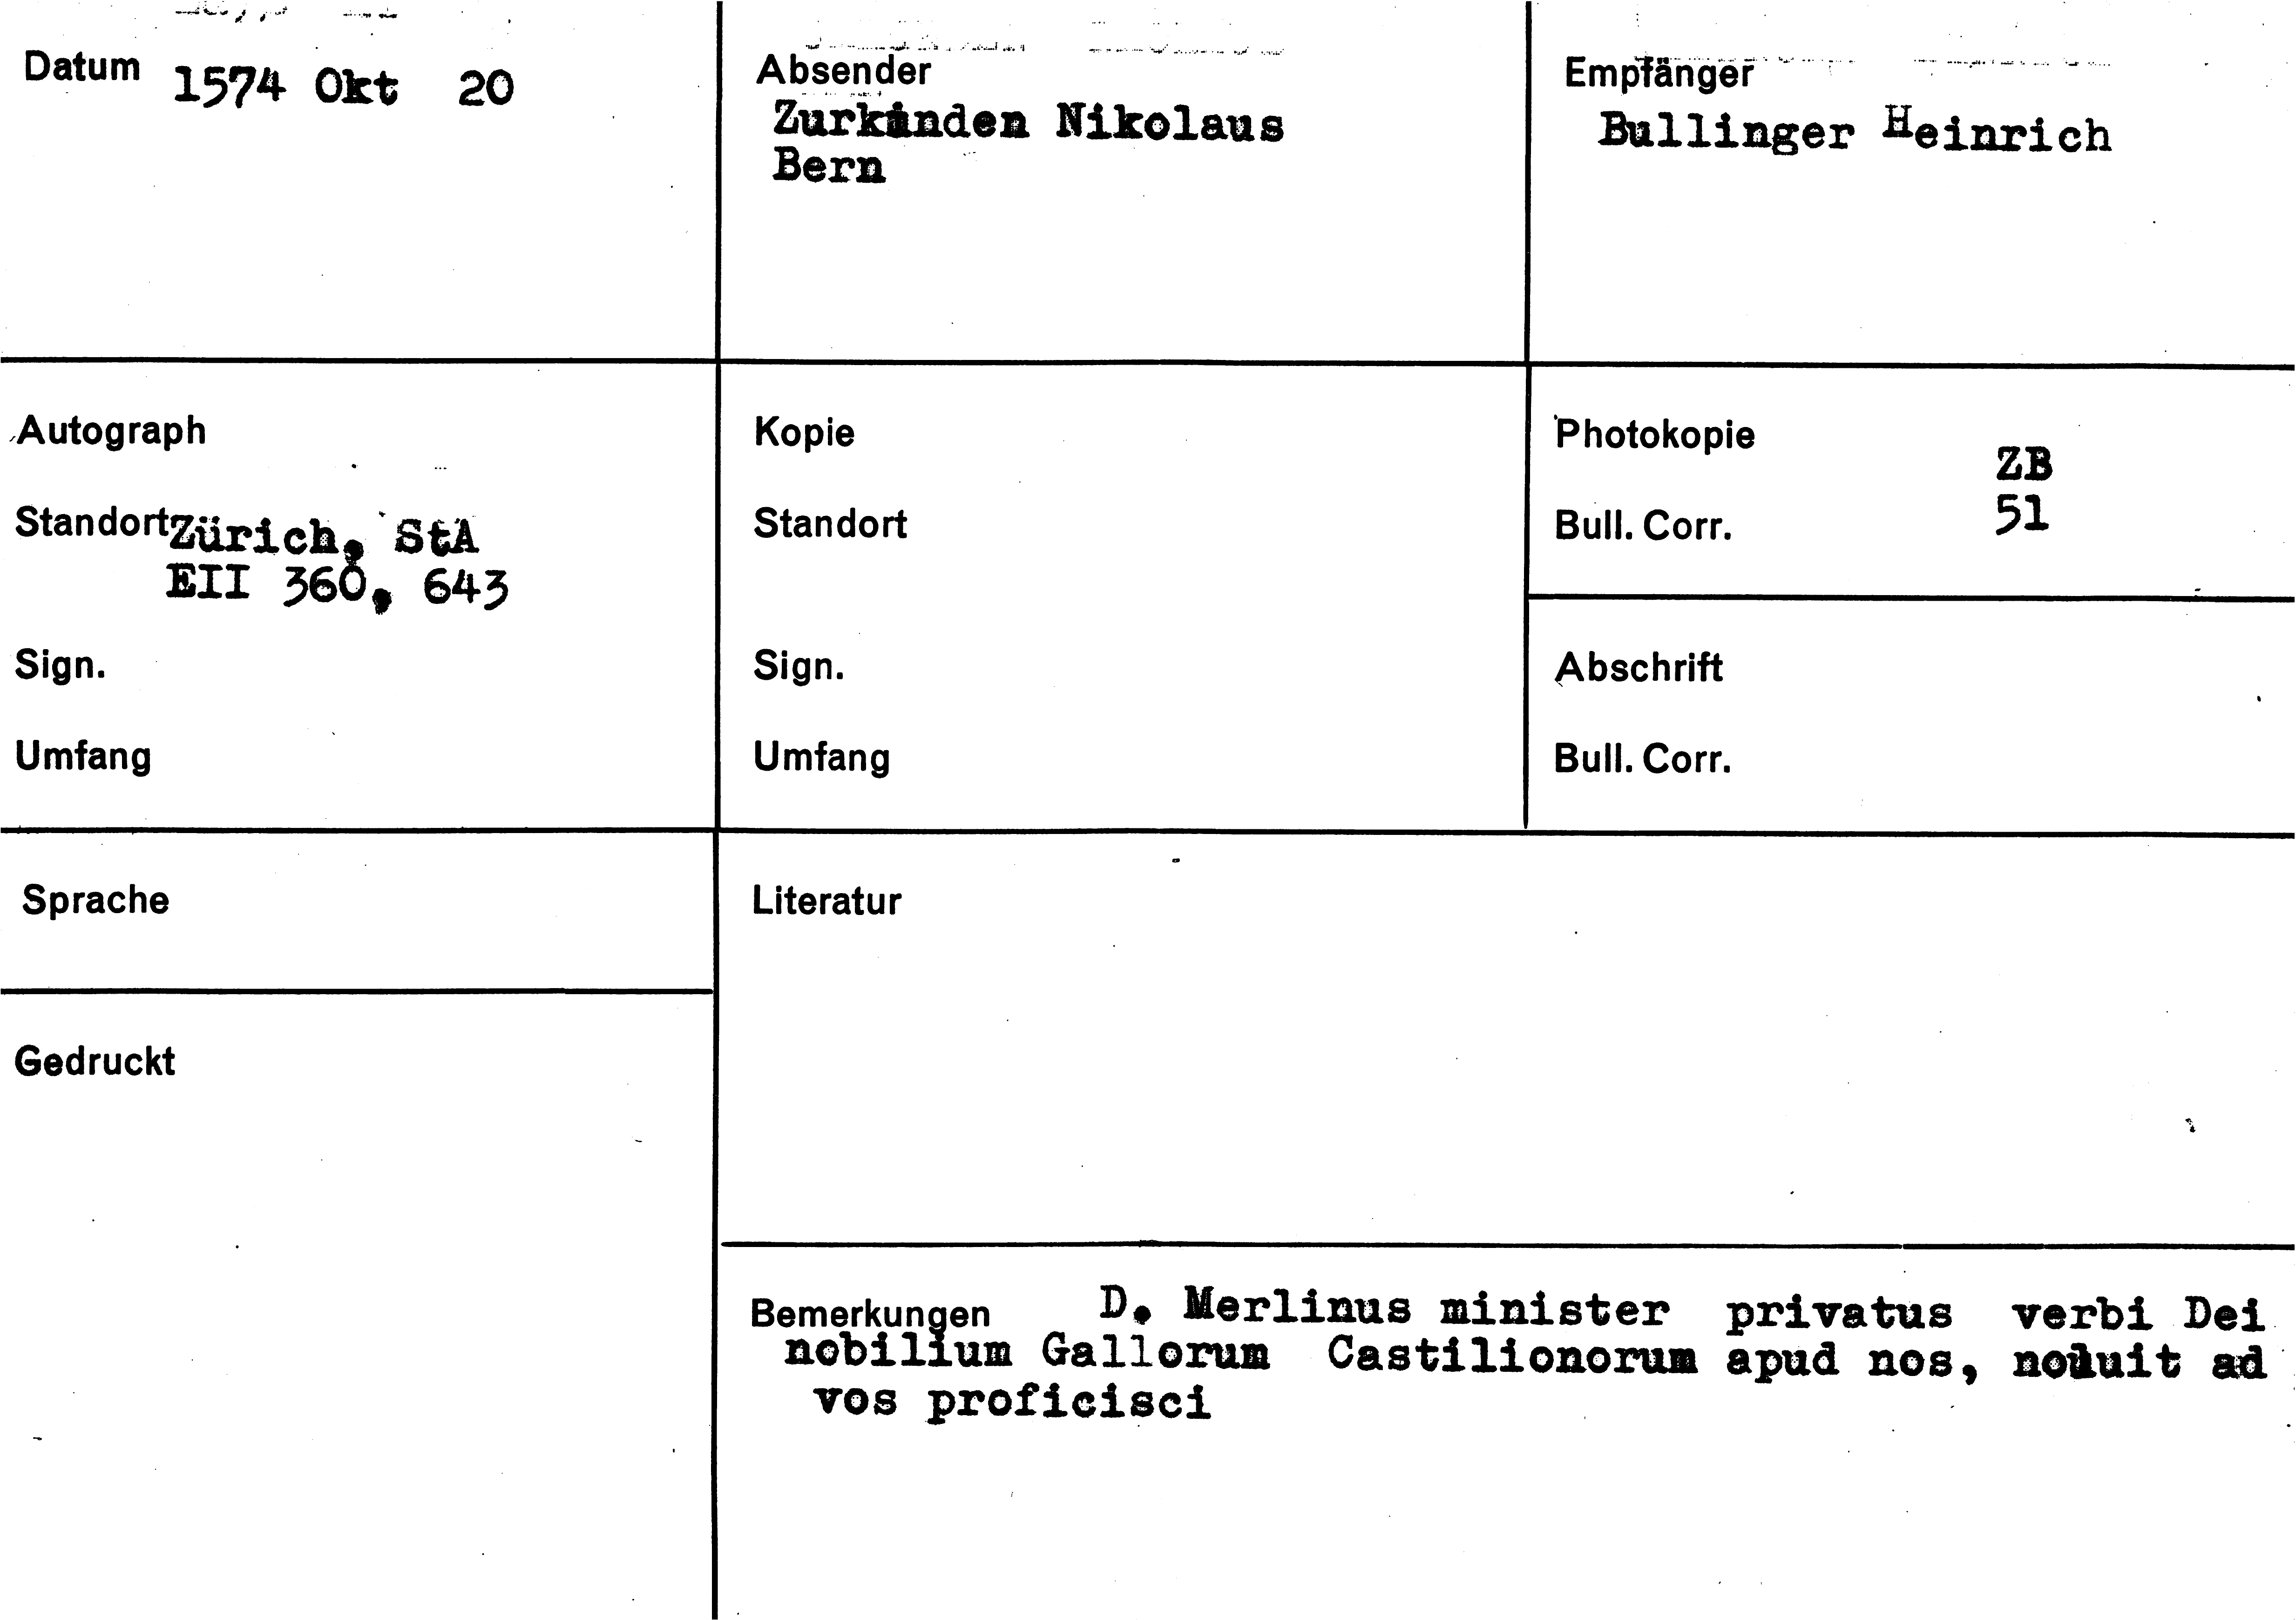 Datum 1574 Okt 20
Absender
Zurkinden Nikolaus
Bern
Empfänger
Bullinger Heinrich
Autograph
Standort Zürich, StA
EII 360, 643
Sign.
Umfang
Kopie
Standort
Sign.
Umfang
Photokopie
ZB
Bull. Corr. 51
Abschrift
Bull. Corr.
Sprache
Gedruckt
Literatur
Bemerkungen D. Merlinus minister privatus verbi Dei
nobilium Gallorum Castilionorum apud nos, noluit ad
vos proficisci